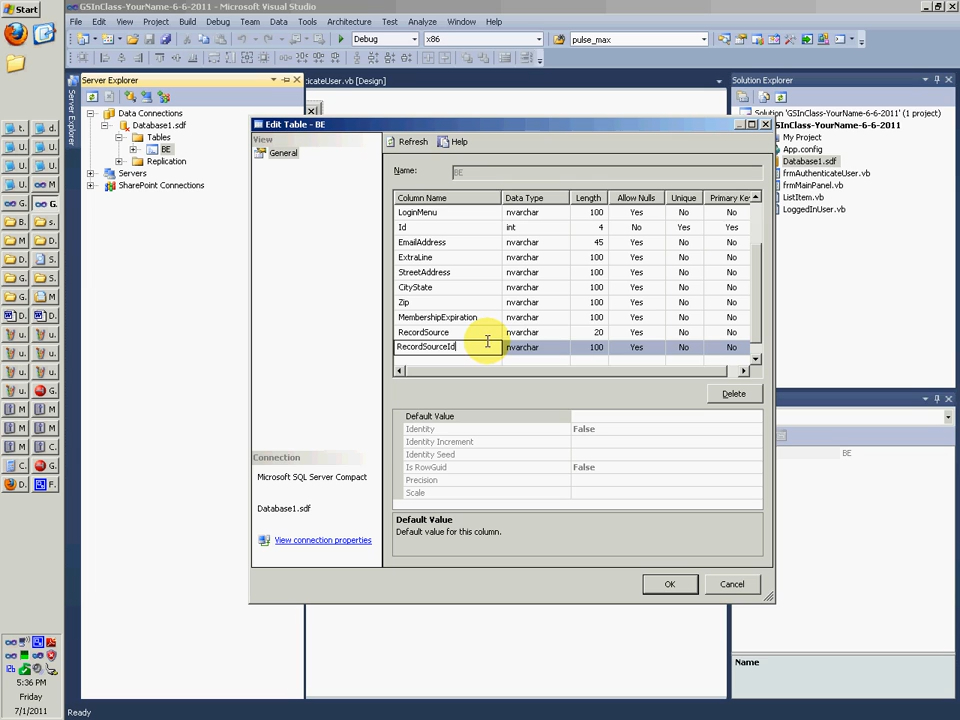 Start
GSInClass-YourName-6-6-2011 - Microsoft Visual Studio
File Edit View Project Build Debug Team Data Tools Architecture Test Analyze Window Help
Debug x86 pulse_max
Server Explorer
icateUser.vb [Design]
Solution Explorer
Server Explorer
Data Connections
Database1.sdf
Tables
BE
Replication
Servers
SharePoint Connections
Solution 'GSInClass-YourName-6-6-2011' (1 project)
GSInClass-YourName-6-6-2011
My Project
App.config
Database1.sdf
frmAuthenticateUser.vb
frmMainPanel.vb
ListItem.vb
LoggedInUser.vb
Edit Table - BE
View
General
Refresh Help
Name: BE
Column Name Data Type Length Allow Nulls Unique Primary Key
LoginMenu nvarchar 100 Yes No No
Id int 4 No Yes Yes
EmailAddress nvarchar 45 Yes No No
ExtraLine nvarchar 100 Yes No No
StreetAddress nvarchar 100 Yes No No
CityState nvarchar 100 Yes No No
Zip nvarchar 100 Yes No No
MembershipExpiration nvarchar 100 Yes No No
RecordSource nvarchar 20 Yes No No
RecordSourceId nvarchar 100 Yes No No
Delete
Default Value
Identity False
Identity Increment
Identity Seed
Is RowGuid False
Precision
Scale
Default Value
Default value for this column.
Connection
Microsoft SQL Server Compact
Database1.sdf
View connection properties
OK Cancel
BE
Name
t. d.
u.
u.
u. M
G. G.
B. s.
M D.
D. S.
G. S.
G. M
D. D.
u. M
u. M
u. M
u. G.
M M
M M
M C.
C. G.
D. F.
5:36 PM
Friday
7/1/2011
Ready